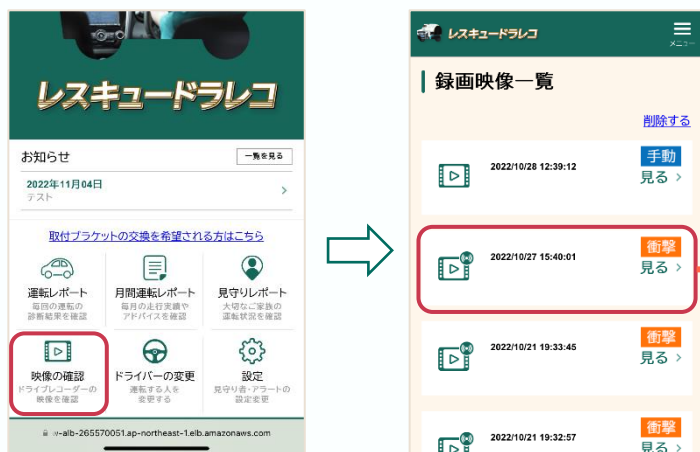 レスキュードラレコ
お知らせ
一覧を見る
2022年11月04日
テスト
取付ブラケットの交換を希望される方はこちら
運転レポート
毎回の運転の
診断結果を確認
月間運転レポート
毎月の走行実績や
アドバイスを確認
見守りレポート
大切なご家族の
運転状況を確認
映像の確認
ドライブレコーダーの
映像を確認
ドライバーの変更
運転する人を
変更する
設定
見守り者・アラートの
設定変更
-alb-265570051.ap-northeast-1.elb.amazonaws.com
レスキュードラレコ
メニュー
録画映像一覧
削除する
2022/10/28 12:39:12
手動
見る
2022/10/27 15:40:01
衝撃
見る
2022/10/21 19:33:45
衝撃
見る
2022/10/21 19:32:57
衝撃
見る